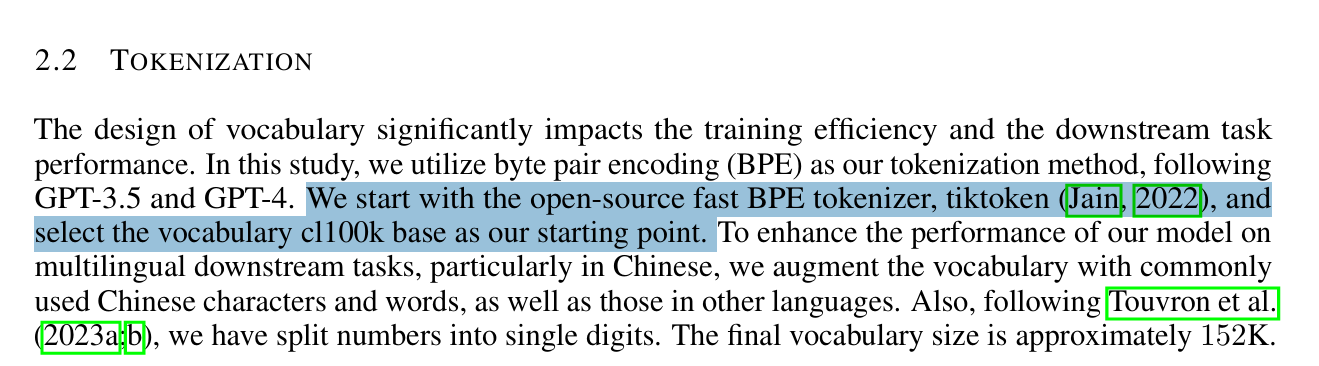 2.2 TOKENIZATION
The design of vocabulary significantly impacts the training efficiency and the downstream task
performance. In this study, we utilize byte pair encoding (BPE) as our tokenization method, following
GPT-3.5 and GPT-4. We start with the open-source fast BPE tokenizer, tiktoken (Jain, 2022), and
select the vocabulary cl100k base as our starting point. To enhance the performance of our model on
multilingual downstream tasks, particularly in Chinese, we augment the vocabulary with commonly
used Chinese characters and words, as well as those in other languages. Also, following Touvron et al.
(2023a;b), we have split numbers into single digits. The final vocabulary size is approximately 152K.